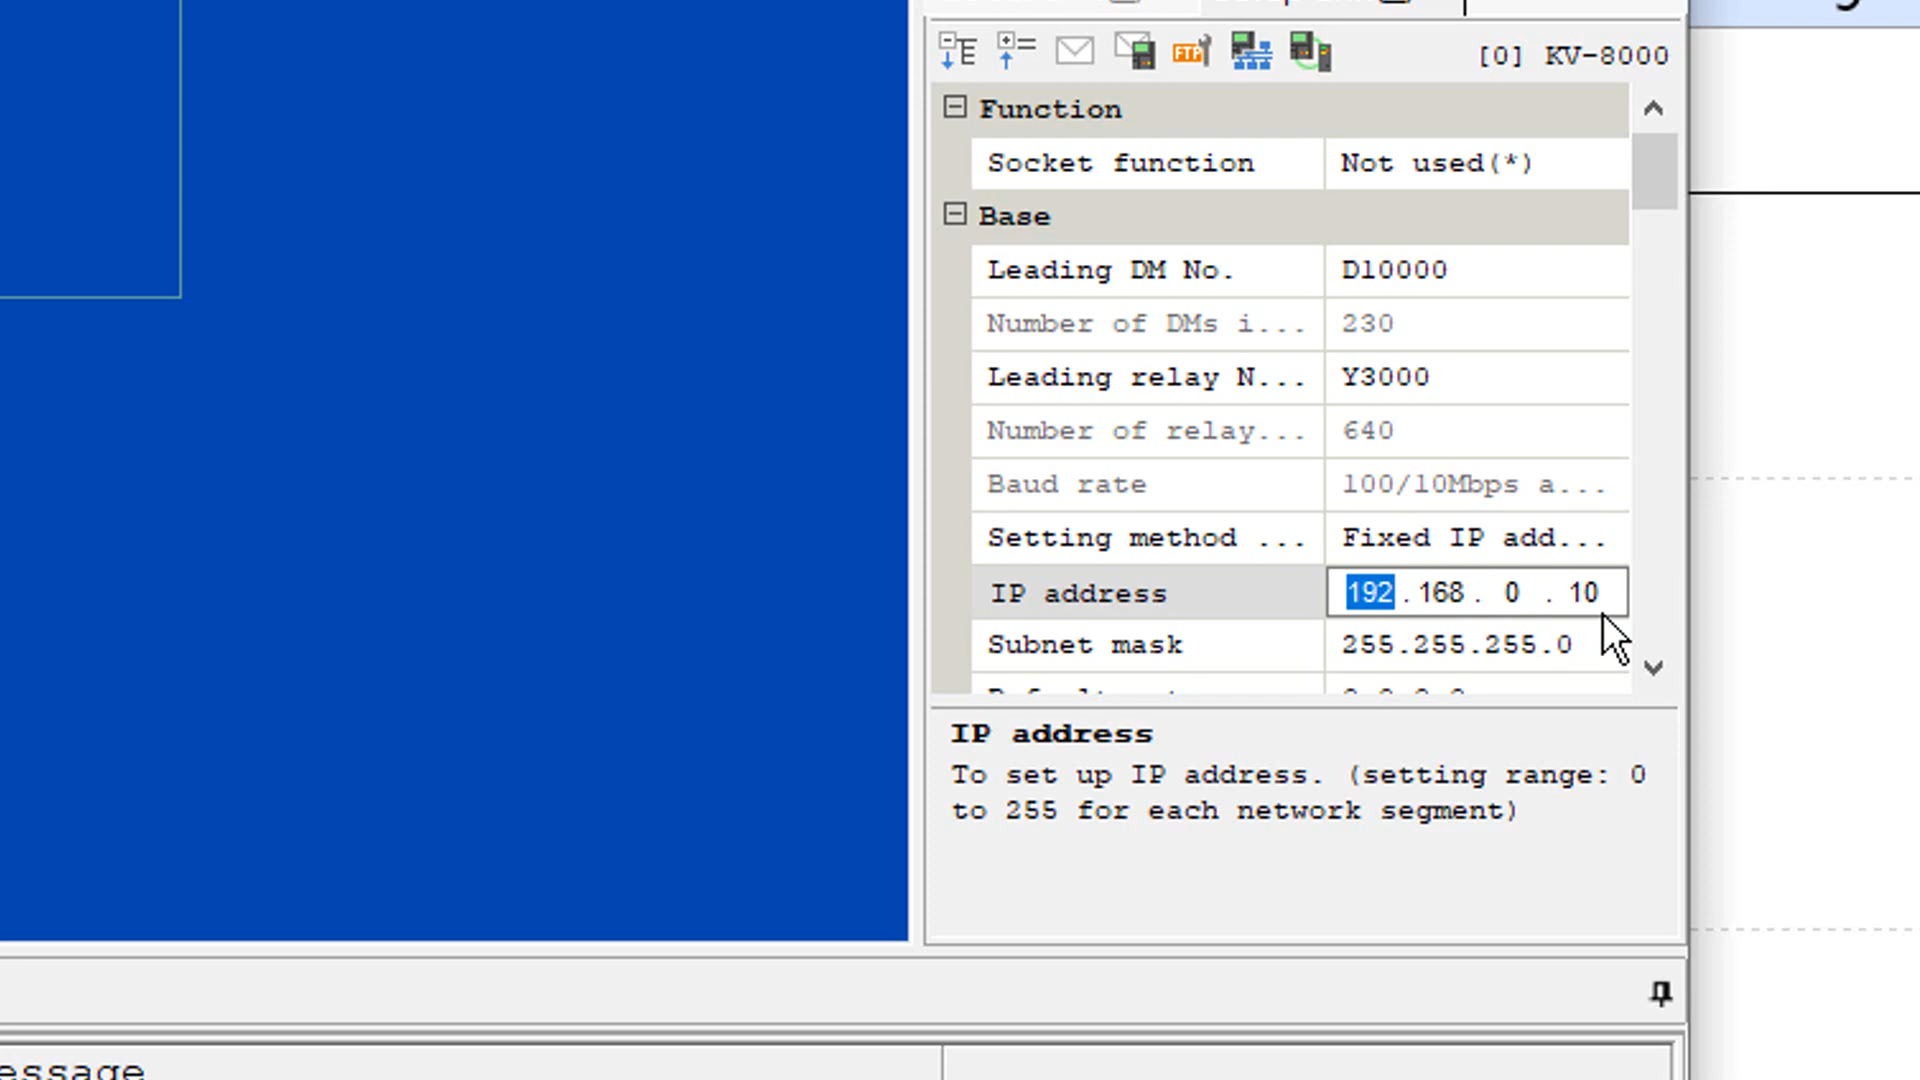 FTP
[0] KV-8000
Function
Socket function Not used(*)
Base
Leading DM No. D10000
Number of DMs i... 230
Leading relay N... Y3000
Number of relay... 640
Baud rate 100/10Mbps a...
Setting method ... Fixed IP add...
IP address 192 . 168 . 0 . 10
Subnet mask 255.255.255.0
IP address
To set up IP address. (setting range: 0
to 255 for each network segment)
essage